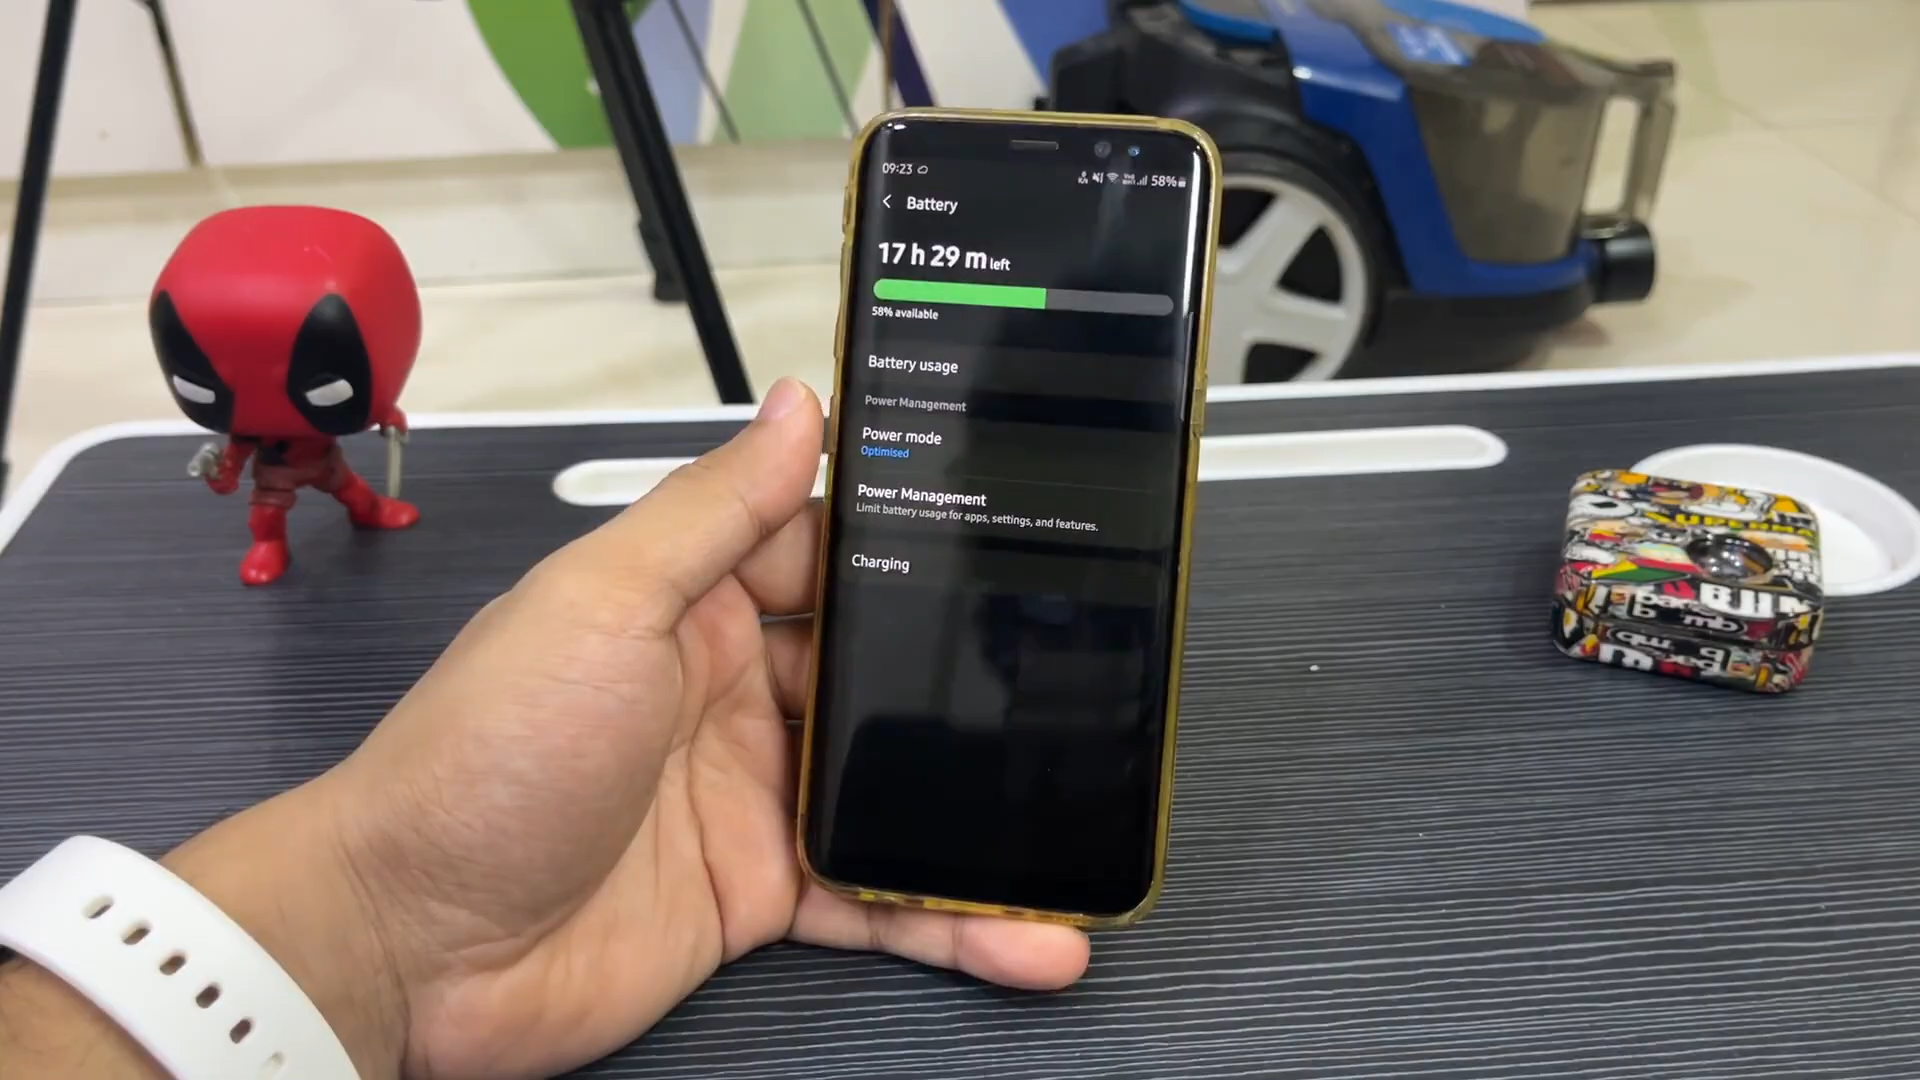 09:23
58%
Battery
17 h 29 m left
58% available
Battery usage
Power Management
Power mode
Optimised
Power Management
Limit battery usage for apps, settings, and features.
Charging